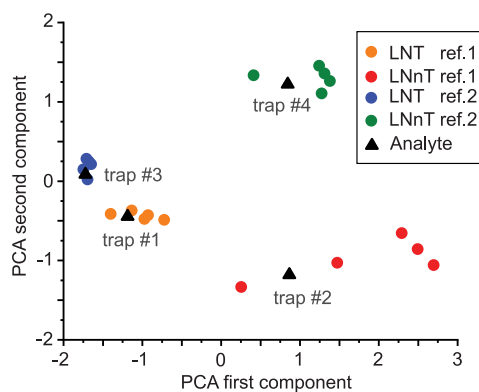 2
1
0
-1
-2
-2
-1
0
1
2
3
PCA second component
PCA first component
LNT ref.1
LNnT ref.1
LNT ref.2
LNnT ref.2
Analyte
trap #4
trap #3
trap #1
trap #2